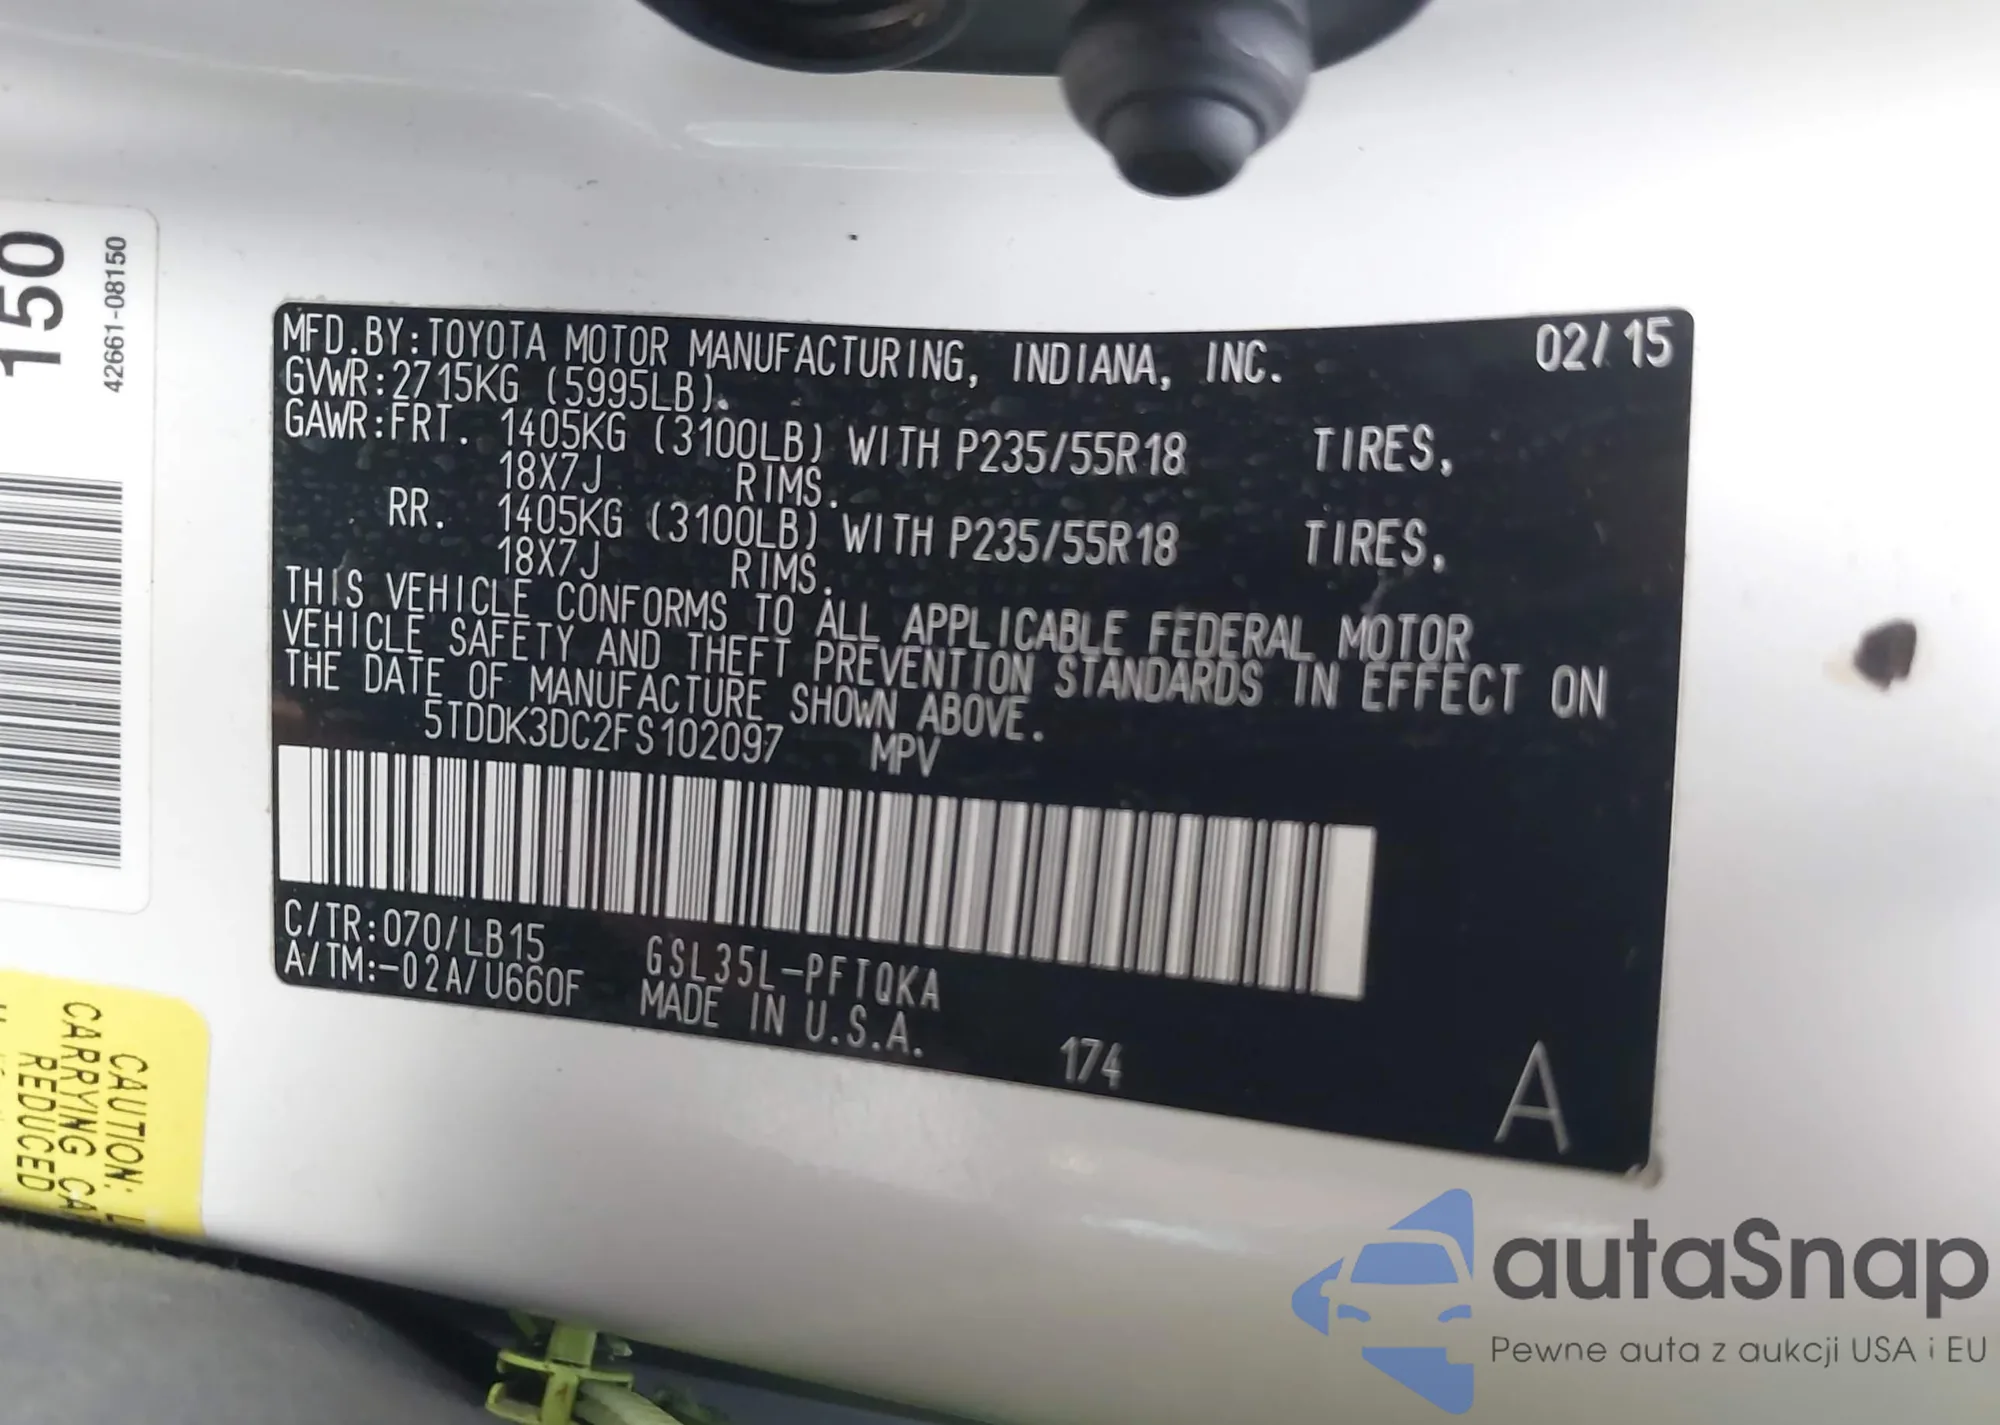 MFD.BY:TOYOTA MOTOR MANUFACTURING, INDIANA, INC. 02/15
GVWR:2715KG (5995LB).
GAWR:FRT. 1405KG (3100LB) WITH P235/55R18 TIRES,
18X7J RIMS.
RR. 1405KG (3100LB) WITH P235/55R18 TIRES,
18X7J RIMS.
THIS VEHICLE CONFORMS TO ALL APPLICABLE FEDERAL MOTOR
VEHICLE SAFETY AND THEFT PREVENTION STANDARDS IN EFFECT ON
THE DATE OF MANUFACTURE SHOWN ABOVE.
5TDDK3DC2FS102097 MPV
C/TR:070/LB15 GSL35L-PFTQKA
A/TM:-02A/U660F MADE IN U.S.A.
174
A
150
42661-08150
CAUTION:
CARRYING
REDUCED
autaSnap
Pewne auta z aukcji USA i EU